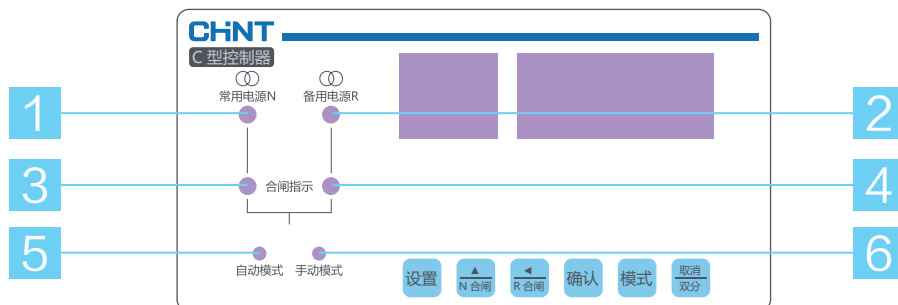 CHiNT
C 型控制器
常用电源N 备用电源R
1 2
3 合闸指示 4
5 6
自动模式 手动模式
设置 ▲ N 合闸 ◀ R 合闸 确认 模式 取消 双分